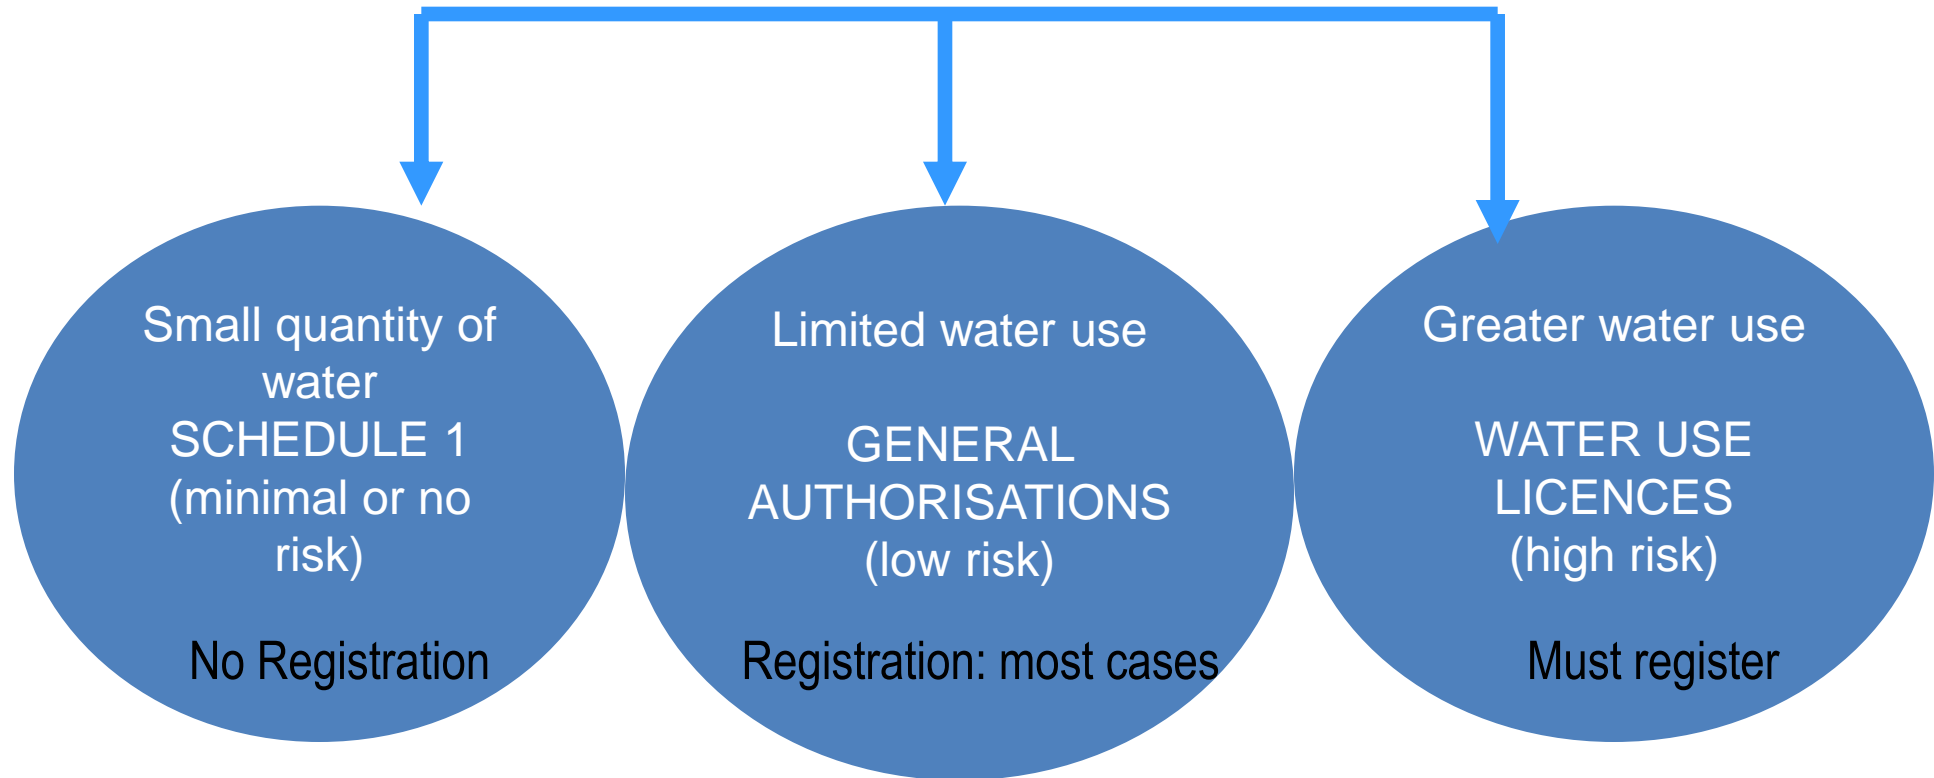 Small quantity of
water
SCHEDULE 1
(minimal or no
risk)
No Registration
Limited water use
GENERAL
AUTHORISATIONS
(low risk)
Registration: most cases
Greater water use
WATER USE
LICENCES
(high risk)
Must register